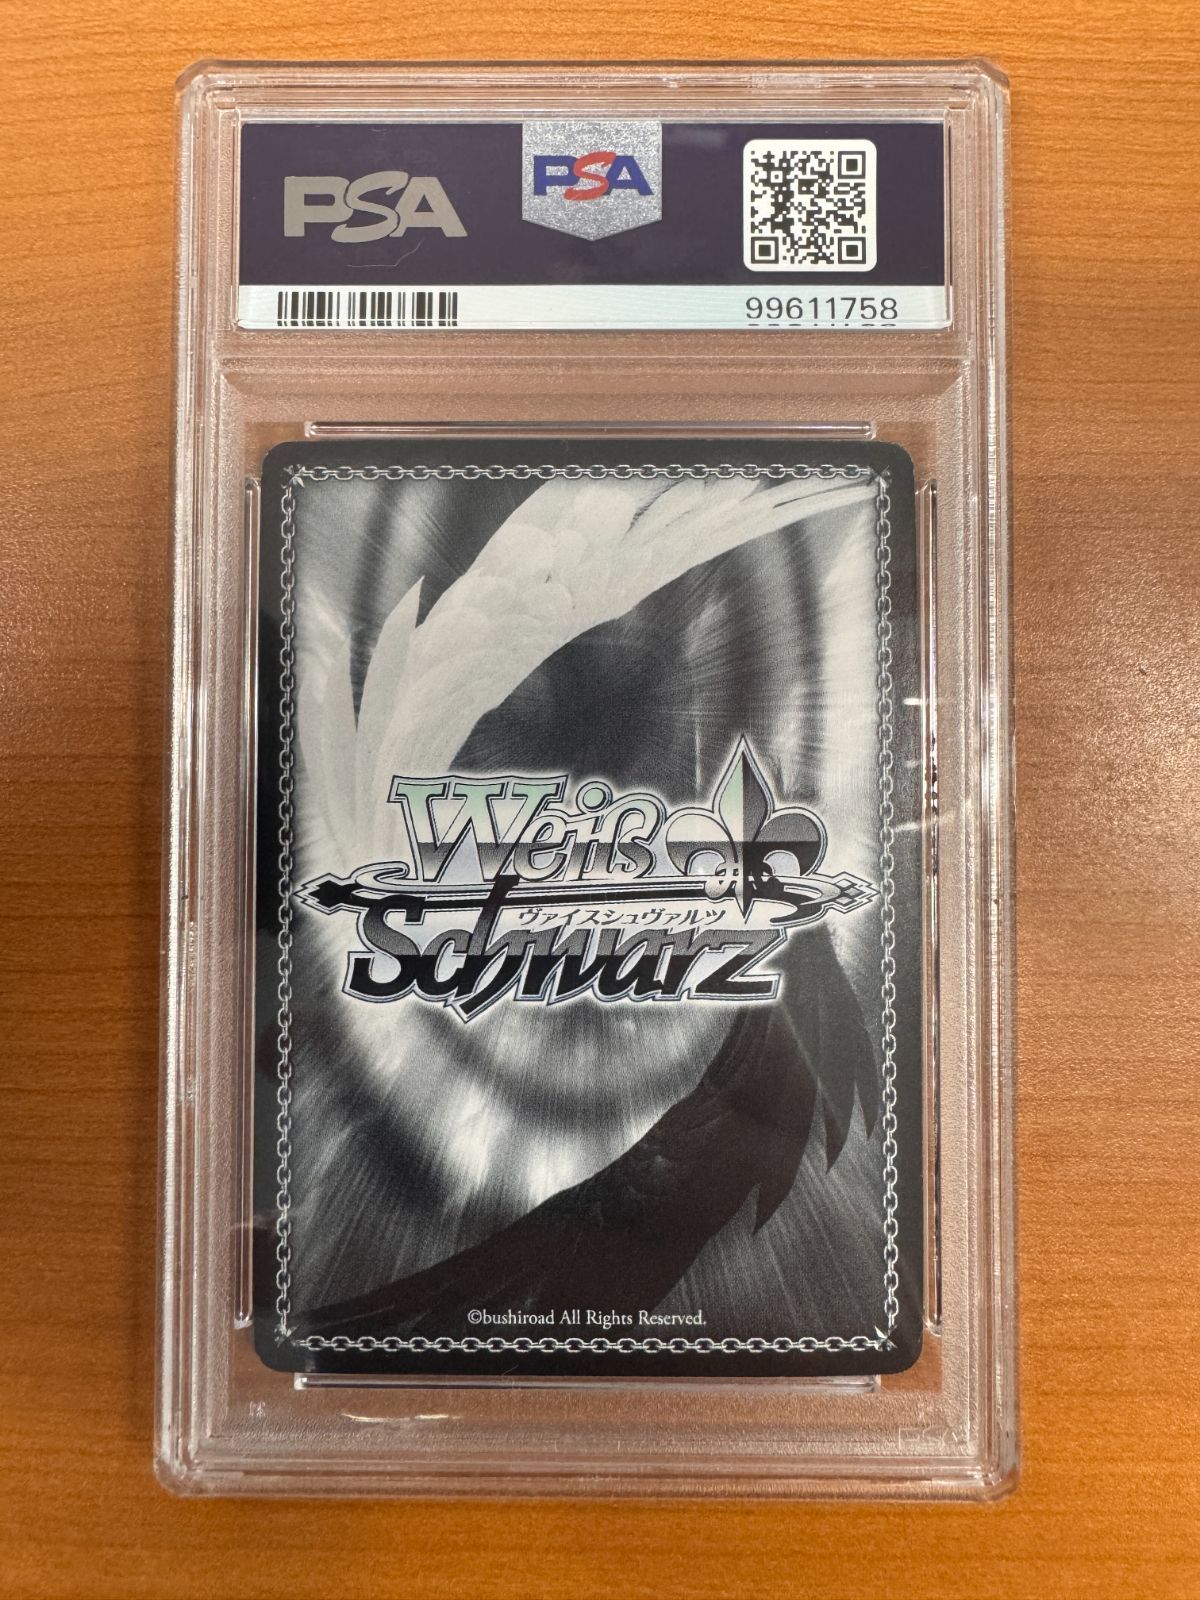 PSA
PSA
99611758
Weiß
ヴァイスシュヴァルツ
Schwarz
©bushiroad All Rights Reserved.
PSA